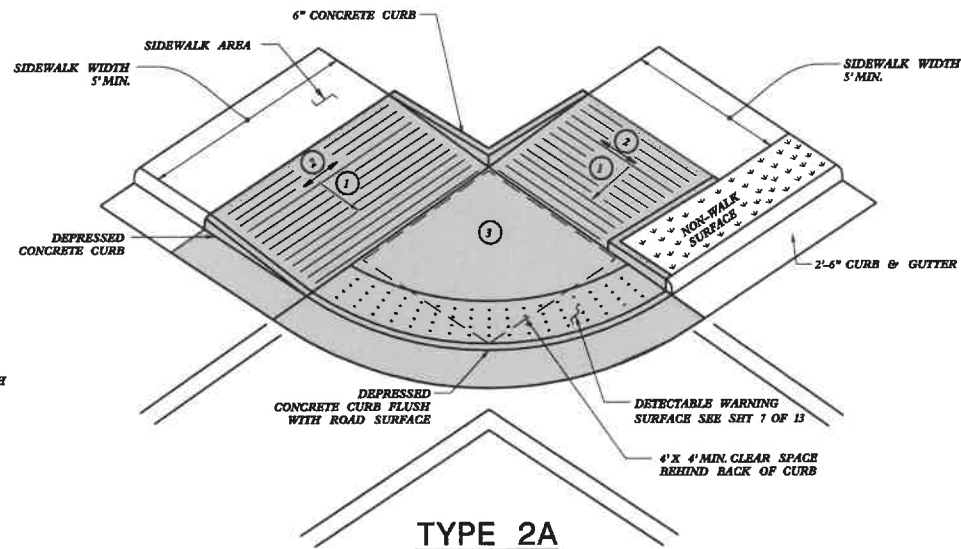 6" CONCRETE CURB
SIDEWALK AREA
SIDEWALK WIDTH
5' MIN.
SIDEWALK WIDTH
5' MIN.
2
1
2
1
3
NON-WALK
SURFACE
DEPRESSED
CONCRETE CURB
2'-6" CURB & GUTTER
H
DEPRESSED
CONCRETE CURB FLUSH
WITH ROAD SURFACE
DETECTABLE WARNING
SURFACE SEE SHT 7 OF 13
4' X 4' MIN. CLEAR SPACE
BEHIND BACK OF CURB
TYPE 2A